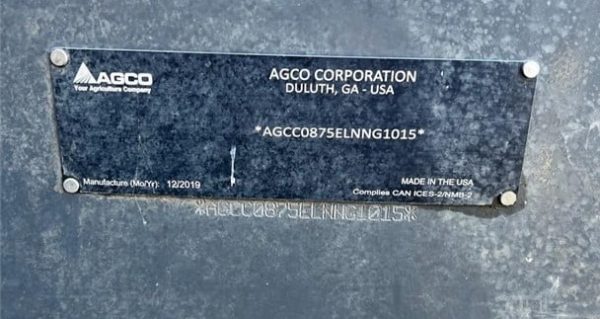 AGCO
Your Agriculture Company
AGCO CORPORATION
DULUTH, GA - USA
*AGCC0875ELNNG1015*
Manufacture (Mo/Yr): 12/2019
MADE IN THE USA
Complies CAN ICES-2/NMB-2
*AGCC0875ELNNG1015*